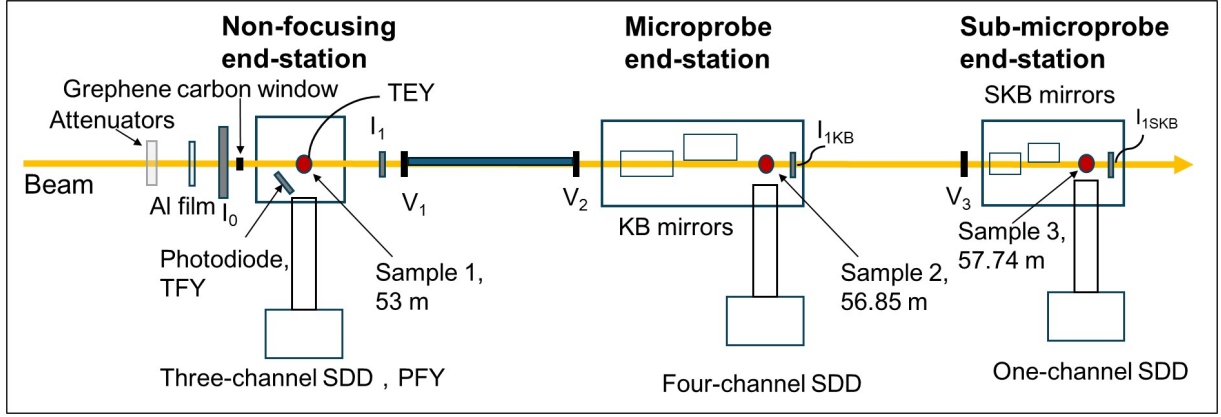 Non-focusing
end-station
Microprobe
end-station
Sub-microprobe
end-station
Grephene carbon window
Attenuators
TEY
SKB mirrors
I1
I1KB
I1SKB
Beam
Al film
I0
V1
V2
V3
KB mirrors
Photodiode,
TFY
Sample 1,
53 m
Sample 2,
56.85 m
Sample 3,
57.74 m
Three-channel SDD , PFY
Four-channel SDD
One-channel SDD